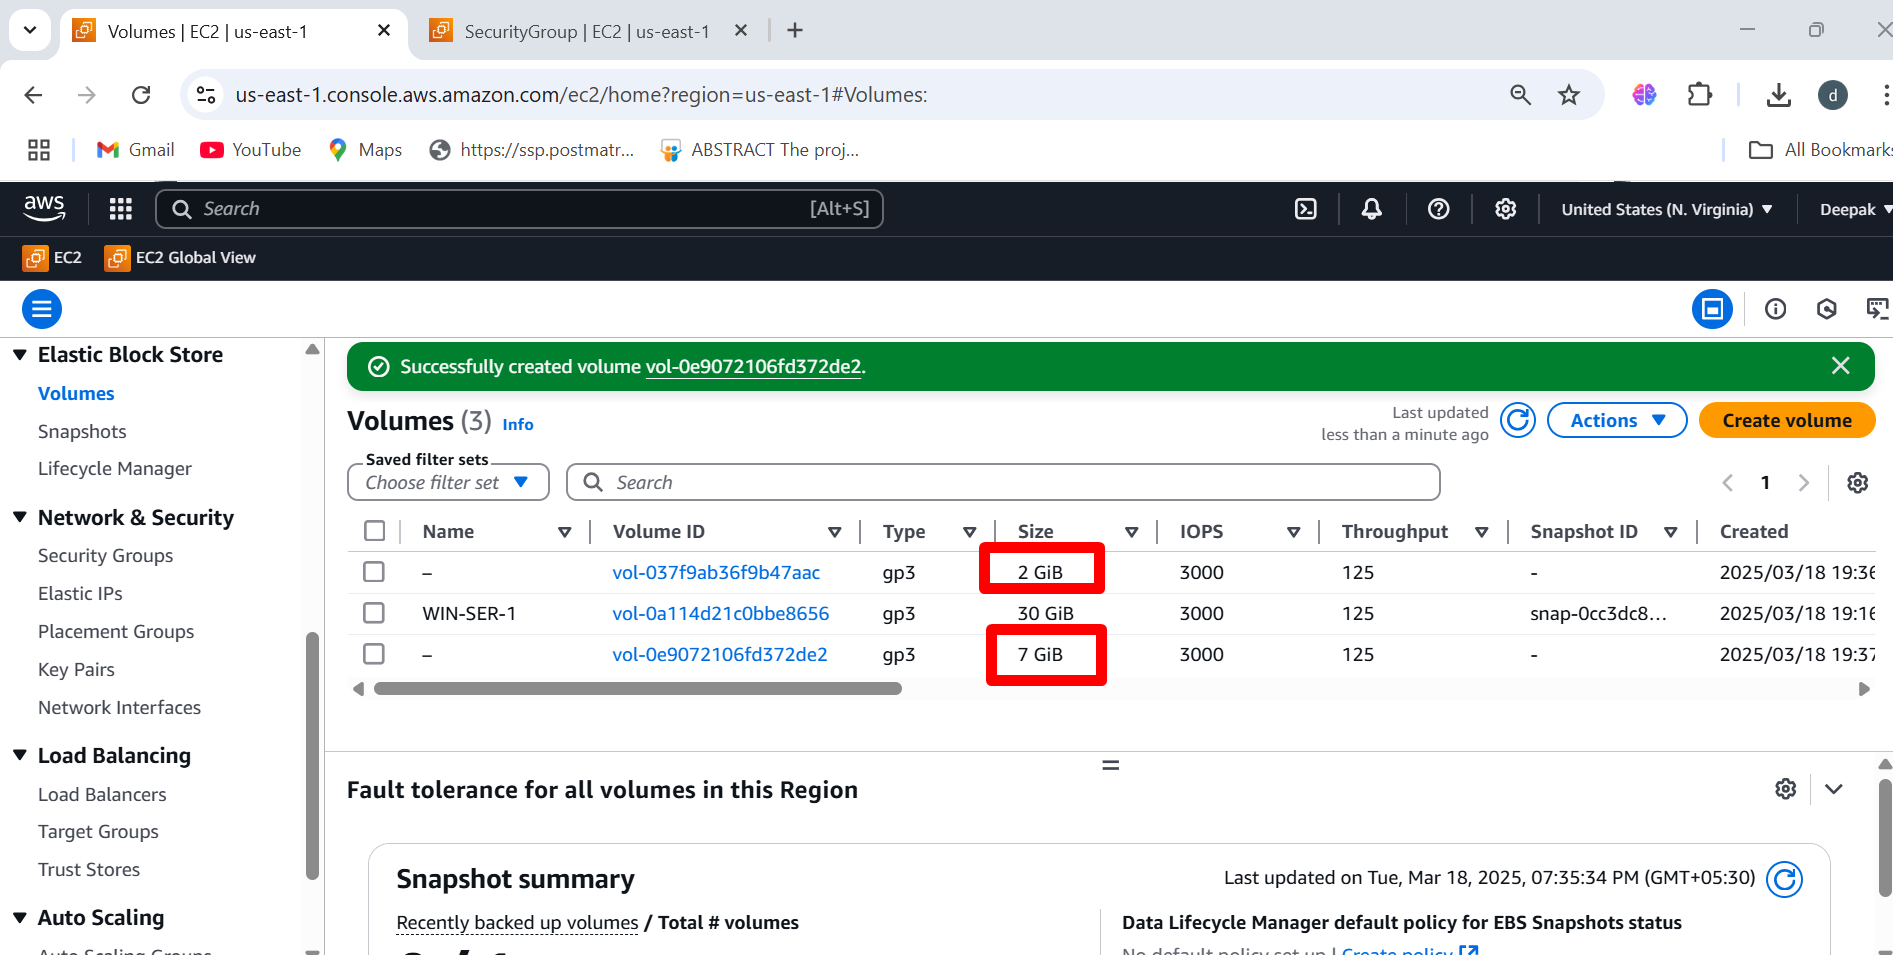 Volumes | EC2 | us-east-1
SecurityGroup | EC2 | us-east-1
us-east-1.console.aws.amazon.com/ec2/home?region=us-east-1#Volumes:
d
Gmail
YouTube
Maps
https://ssp.postmatr...
ABSTRACT The proj...
All Bookmarks
aws
Search
[Alt+S]
United States (N. Virginia)
Deepak
EC2
EC2 Global View
Elastic Block Store
Volumes
Snapshots
Lifecycle Manager
Network & Security
Security Groups
Elastic IPs
Placement Groups
Key Pairs
Network Interfaces
Load Balancing
Load Balancers
Target Groups
Trust Stores
Auto Scaling
Auto Scaling Groups
Successfully created volume vol-0e9072106fd372de2.
Volumes (3) Info
Last updated
less than a minute ago
Actions
Create volume
Saved filter sets
Choose filter set
Search
1
Name Volume ID Type Size IOPS Throughput Snapshot ID Created
– vol-037f9ab36f9b47aac gp3 2 GiB 3000 125 - 2025/03/18 19:36
WIN-SER-1 vol-0a114d21c0bbe8656 gp3 30 GiB 3000 125 snap-0cc3dc8... 2025/03/18 19:16
– vol-0e9072106fd372de2 gp3 7 GiB 3000 125 - 2025/03/18 19:37
Fault tolerance for all volumes in this Region
Snapshot summary
Last updated on Tue, Mar 18, 2025, 07:35:34 PM (GMT+05:30)
Recently backed up volumes / Total # volumes
Data Lifecycle Manager default policy for EBS Snapshots status
No default policy set up | Create policy